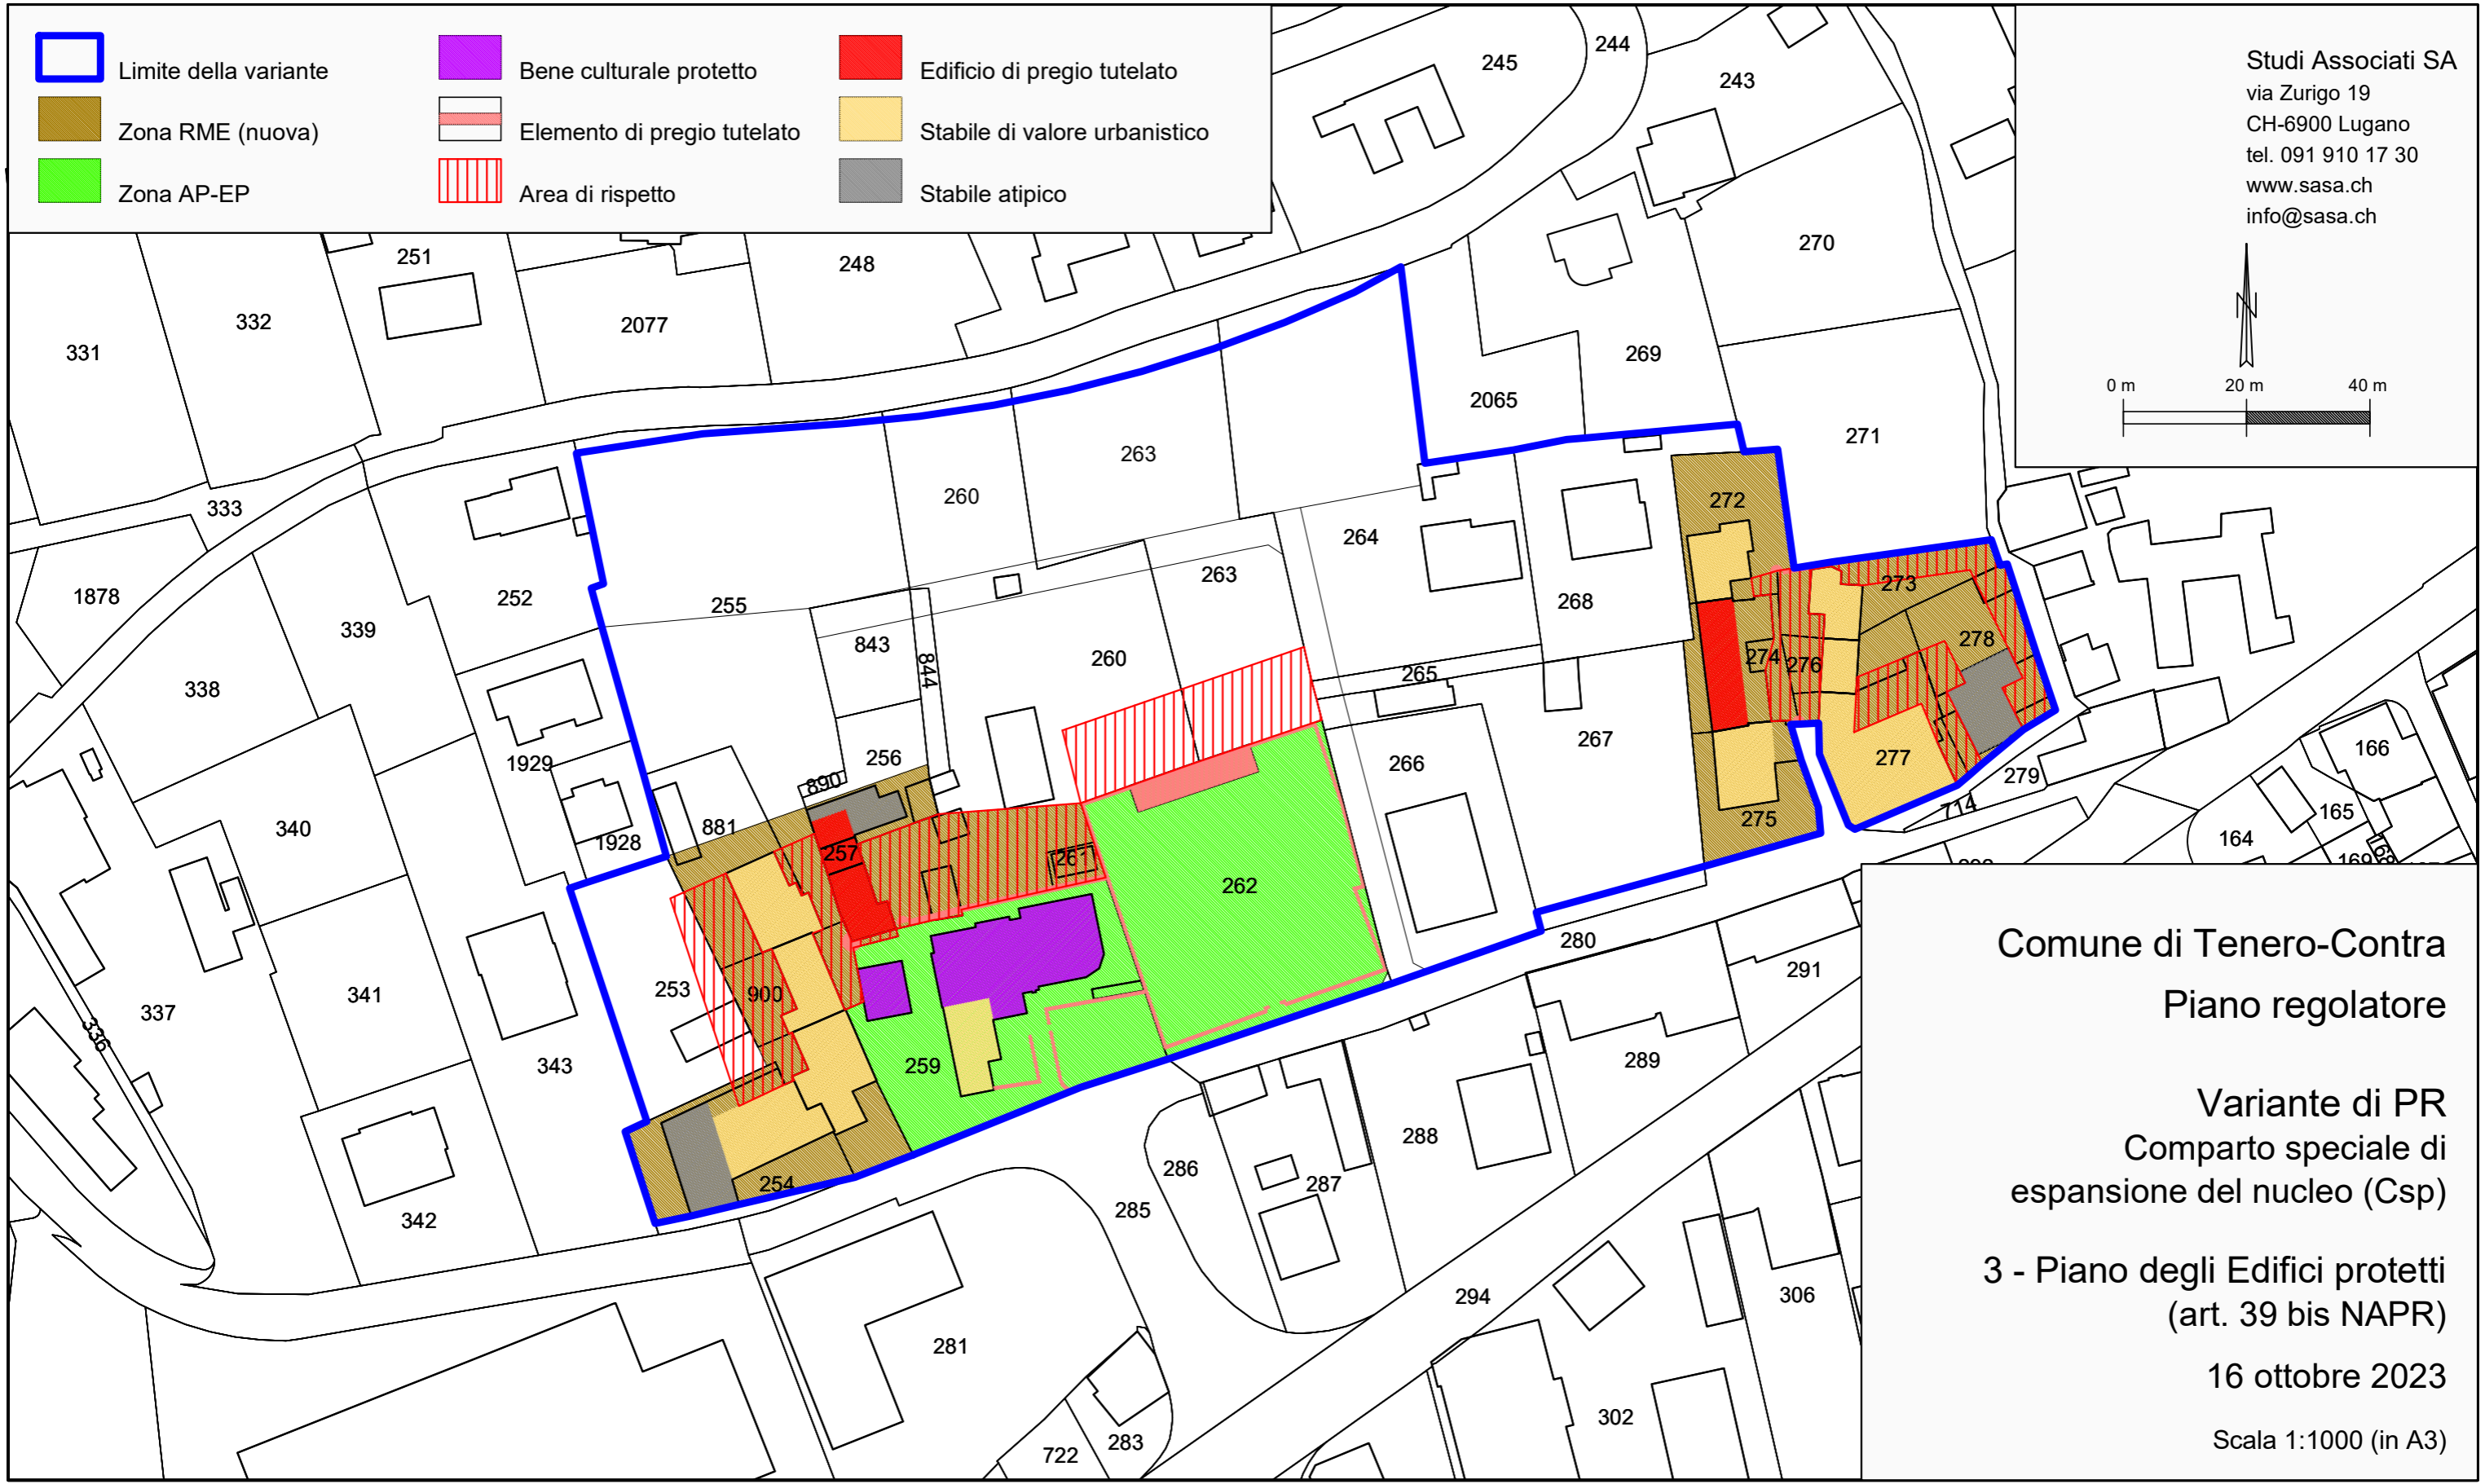 Limite della variante
Bene culturale protetto
Edificio di pregio tutelato
Zona RME (nuova)
Elemento di pregio tutelato
Stabile di valore urbanistico
Zona AP-EP
Area di rispetto
Stabile atipico
Studi Associati SA
via Zurigo 19
CH-6900 Lugano
tel. 091 910 17 30
www.sasa.ch
info@sasa.ch
N
0 m 20 m 40 m
244
245
243
251
248
270
332
2077
331
269
2065
271
263
260
272
333
264
263
273
1878
252
255
268
339
278
843
844
260
274
276
265
338
256
267
277
266
166
1929
279
890
714
165
340
881
275
164
1928
257
261
169
168
262
280
253
900
291
341
337
336
259
343
289
288
286
287
254
285
342
294
306
281
302
283
722
Comune di Tenero-Contra
Piano regolatore
Variante di PR
Comparto speciale di
espansione del nucleo (Csp)
3 - Piano degli Edifici protetti
(art. 39 bis NAPR)
16 ottobre 2023
Scala 1:1000 (in A3)